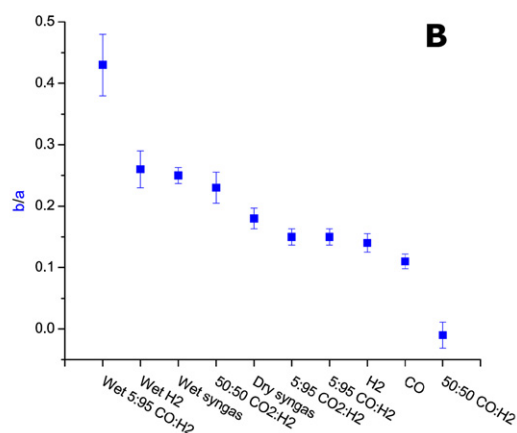 B
0.5
0.4
0.3
0.2
0.1
0.0
b/a
Wet 5:95 CO:H2
Wet H2
Wet syngas
50:50 CO2:H2
Dry syngas
5:95 CO2:H2
5:95 CO:H2
H2
CO
50:50 CO:H2